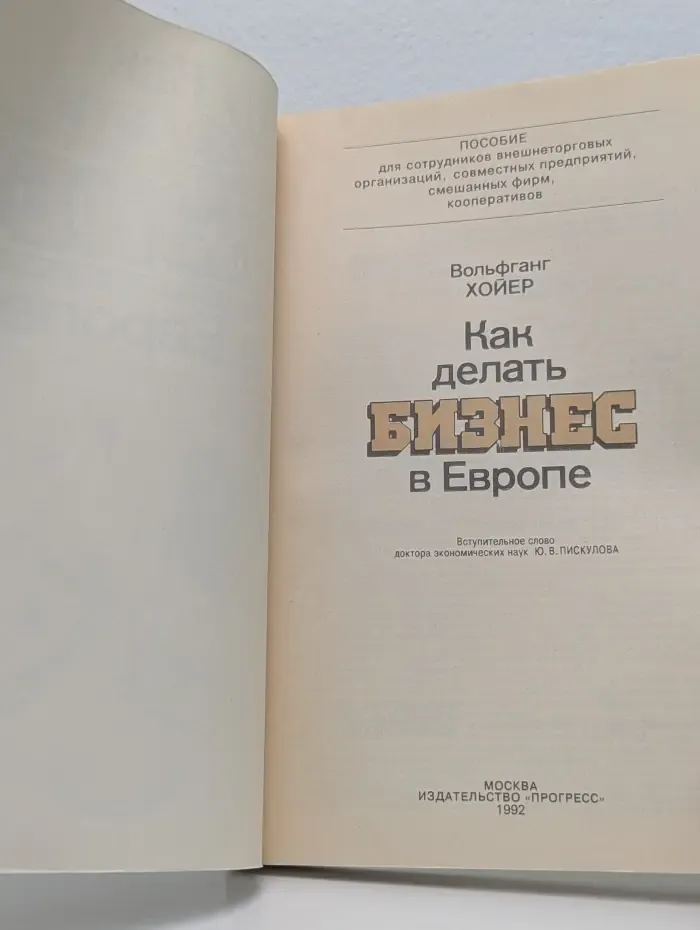 ПОСОБИЕ
для сотрудников внешнеторговых
организаций, совместных предприятий,
смешанных фирм,
кооперативов
Вольфганг
ХОЙЕР
Как
делать
БИЗНЕС
в Европе
Вступительное слово
доктора экономических наук Ю. В. ПИСКУЛОВА
МОСКВА
ИЗДАТЕЛЬСТВО «ПРОГРЕСС»
1992